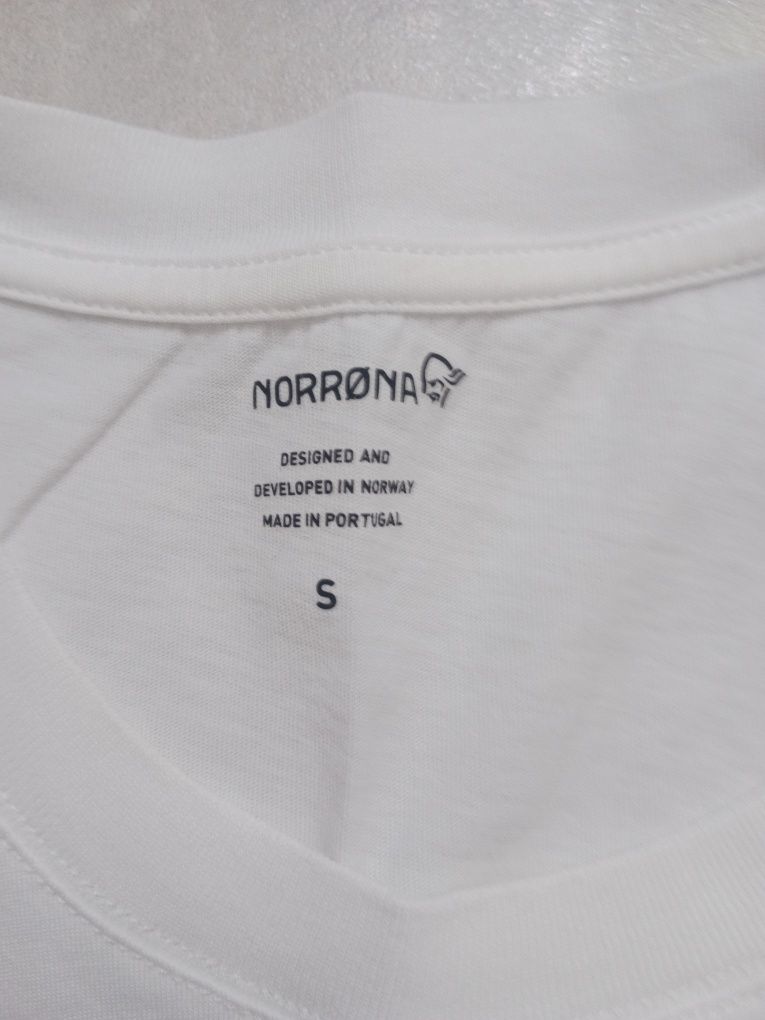 NORRØNA
DESIGNED AND
DEVELOPED IN NORWAY
MADE IN PORTUGAL
S